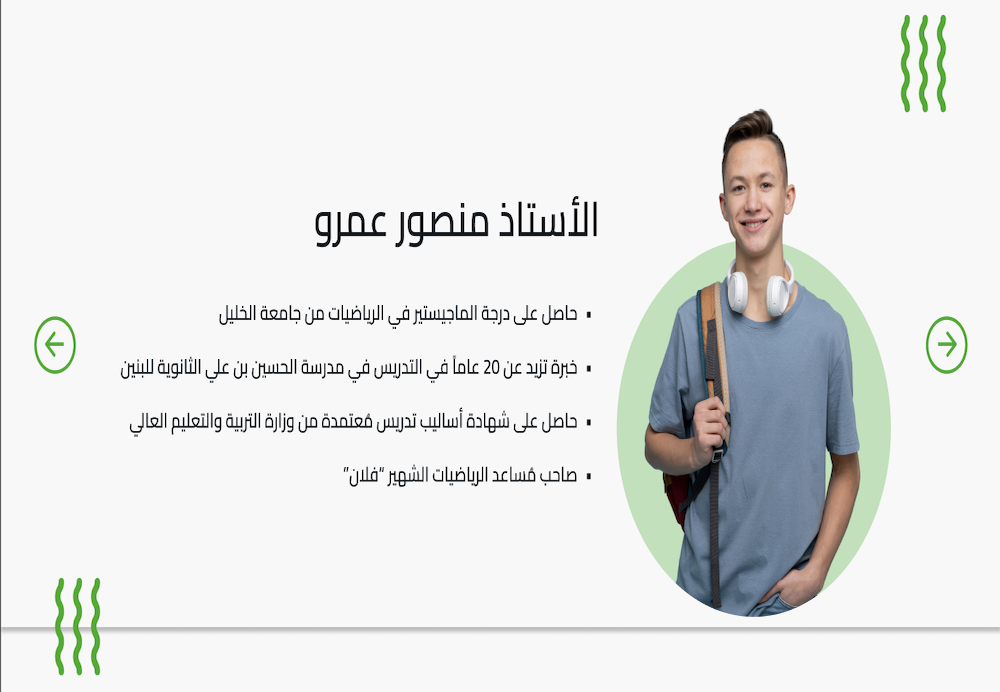 الأستاذ منصور عمرو
▪ حاصل على درجة الماجيستير في الرياضيات من جامعة الخليل
▪ خبرة تزيد عن 20 عاماً في التدريس في مدرسة الحسين بن علي الثانوية للبنين
▪ حاصل على شهادة أساليب تدريس مُعتمدة من وزارة التربية والتعليم العالي
▪ صاحب مُساعد الرياضيات الشهير “فلان”